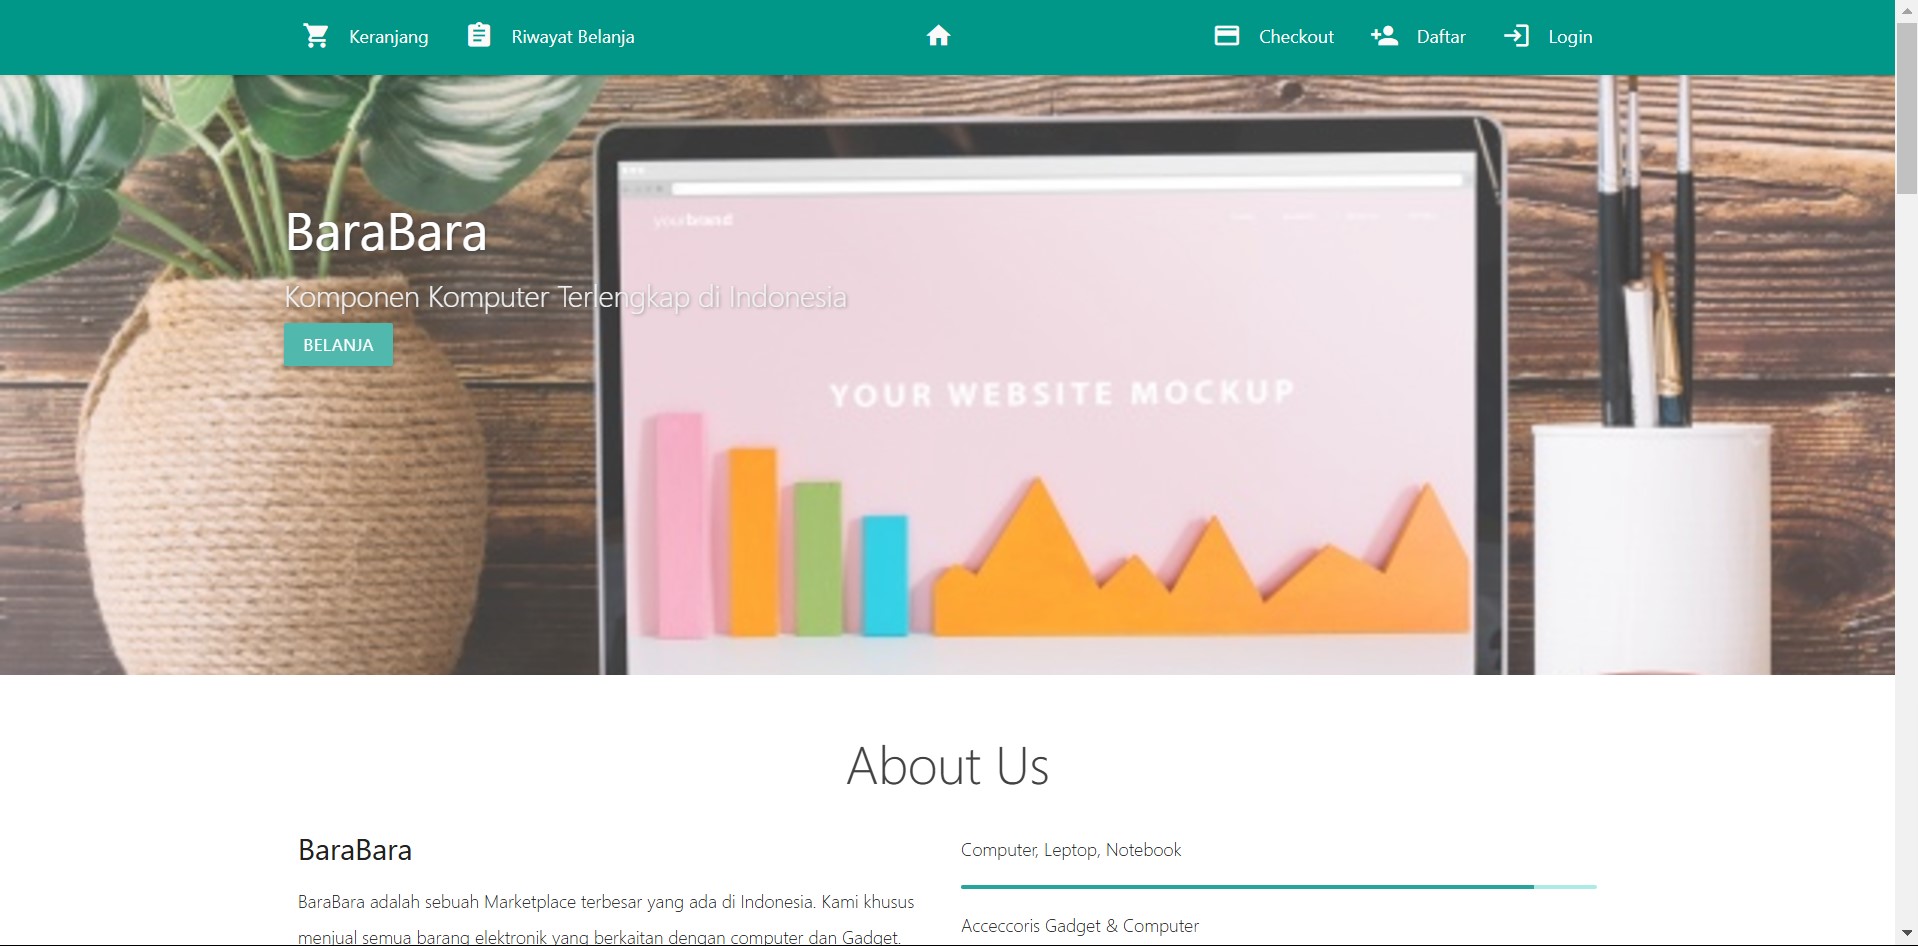 Keranjang
Riwayat Belanja
Checkout
Daftar
Login
yourbrand
BaraBara
Komponen Komputer Terlengkap di Indonesia
BELANJA
YOUR WEBSITE MOCKUP
About Us
BaraBara
BaraBara adalah sebuah Marketplace terbesar yang ada di Indonesia. Kami khusus
menjual semua barang elektronik yang berkaitan dengan computer dan Gadget.
Computer, Leptop, Notebook
Acceccoris Gadget & Computer